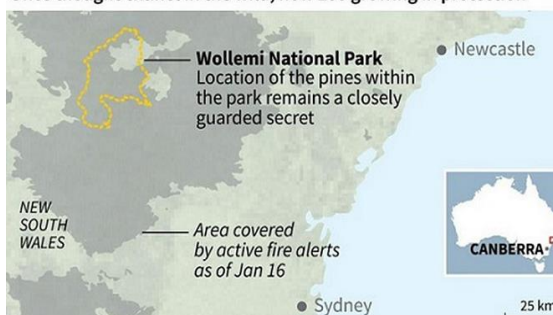 Wollemi National Park
Newcastle
Location of the pines within
the park remains a closely
guarded secret
NEW
SOUTH
WALES
Area covered
by active fire alerts
as of Jan 16
CANBERRA
Sydney
25 km